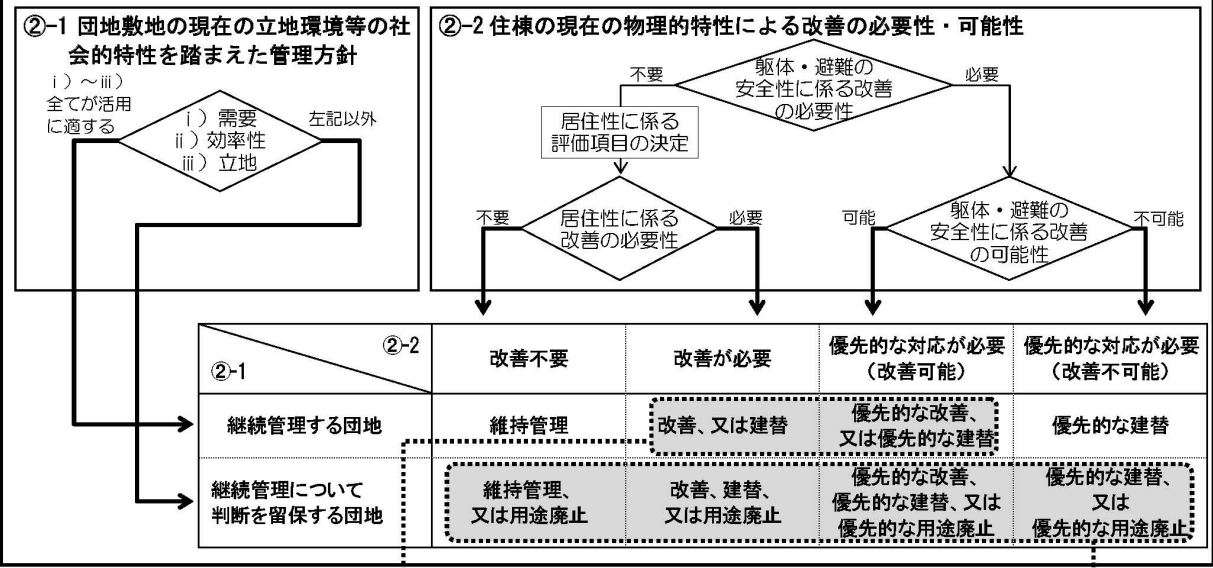 ②-1 団地敷地の現在の立地環境等の社
会的特性を踏まえた管理方針
ⅰ）～ⅲ）
全てが活用
に適する
ⅰ）需要
ⅱ）効率性
ⅲ）立地
左記以外
②-2 住棟の現在の物理的特性による改善の必要性・可能性
不要
躯体・避難の
安全性に係る改善
の必要性
必要
居住性に係る
評価項目の決定
不要
居住性に係る
改善の必要性
必要
可能
躯体・避難の
安全性に係る改善
の可能性
不可能
②-2
②-1
改善不要
改善が必要
優先的な対応が必要
（改善可能）
優先的な対応が必要
（改善不可能）
継続管理する団地
維持管理
改善、又は建替
優先的な改善、
又は優先的な建替
優先的な建替
継続管理について
判断を留保する団地
維持管理、
又は用途廃止
改善、建替、
又は用途廃止
優先的な改善、
優先的な建替、又は
優先的な用途廃止
優先的な建替、
又は
優先的な用途廃止